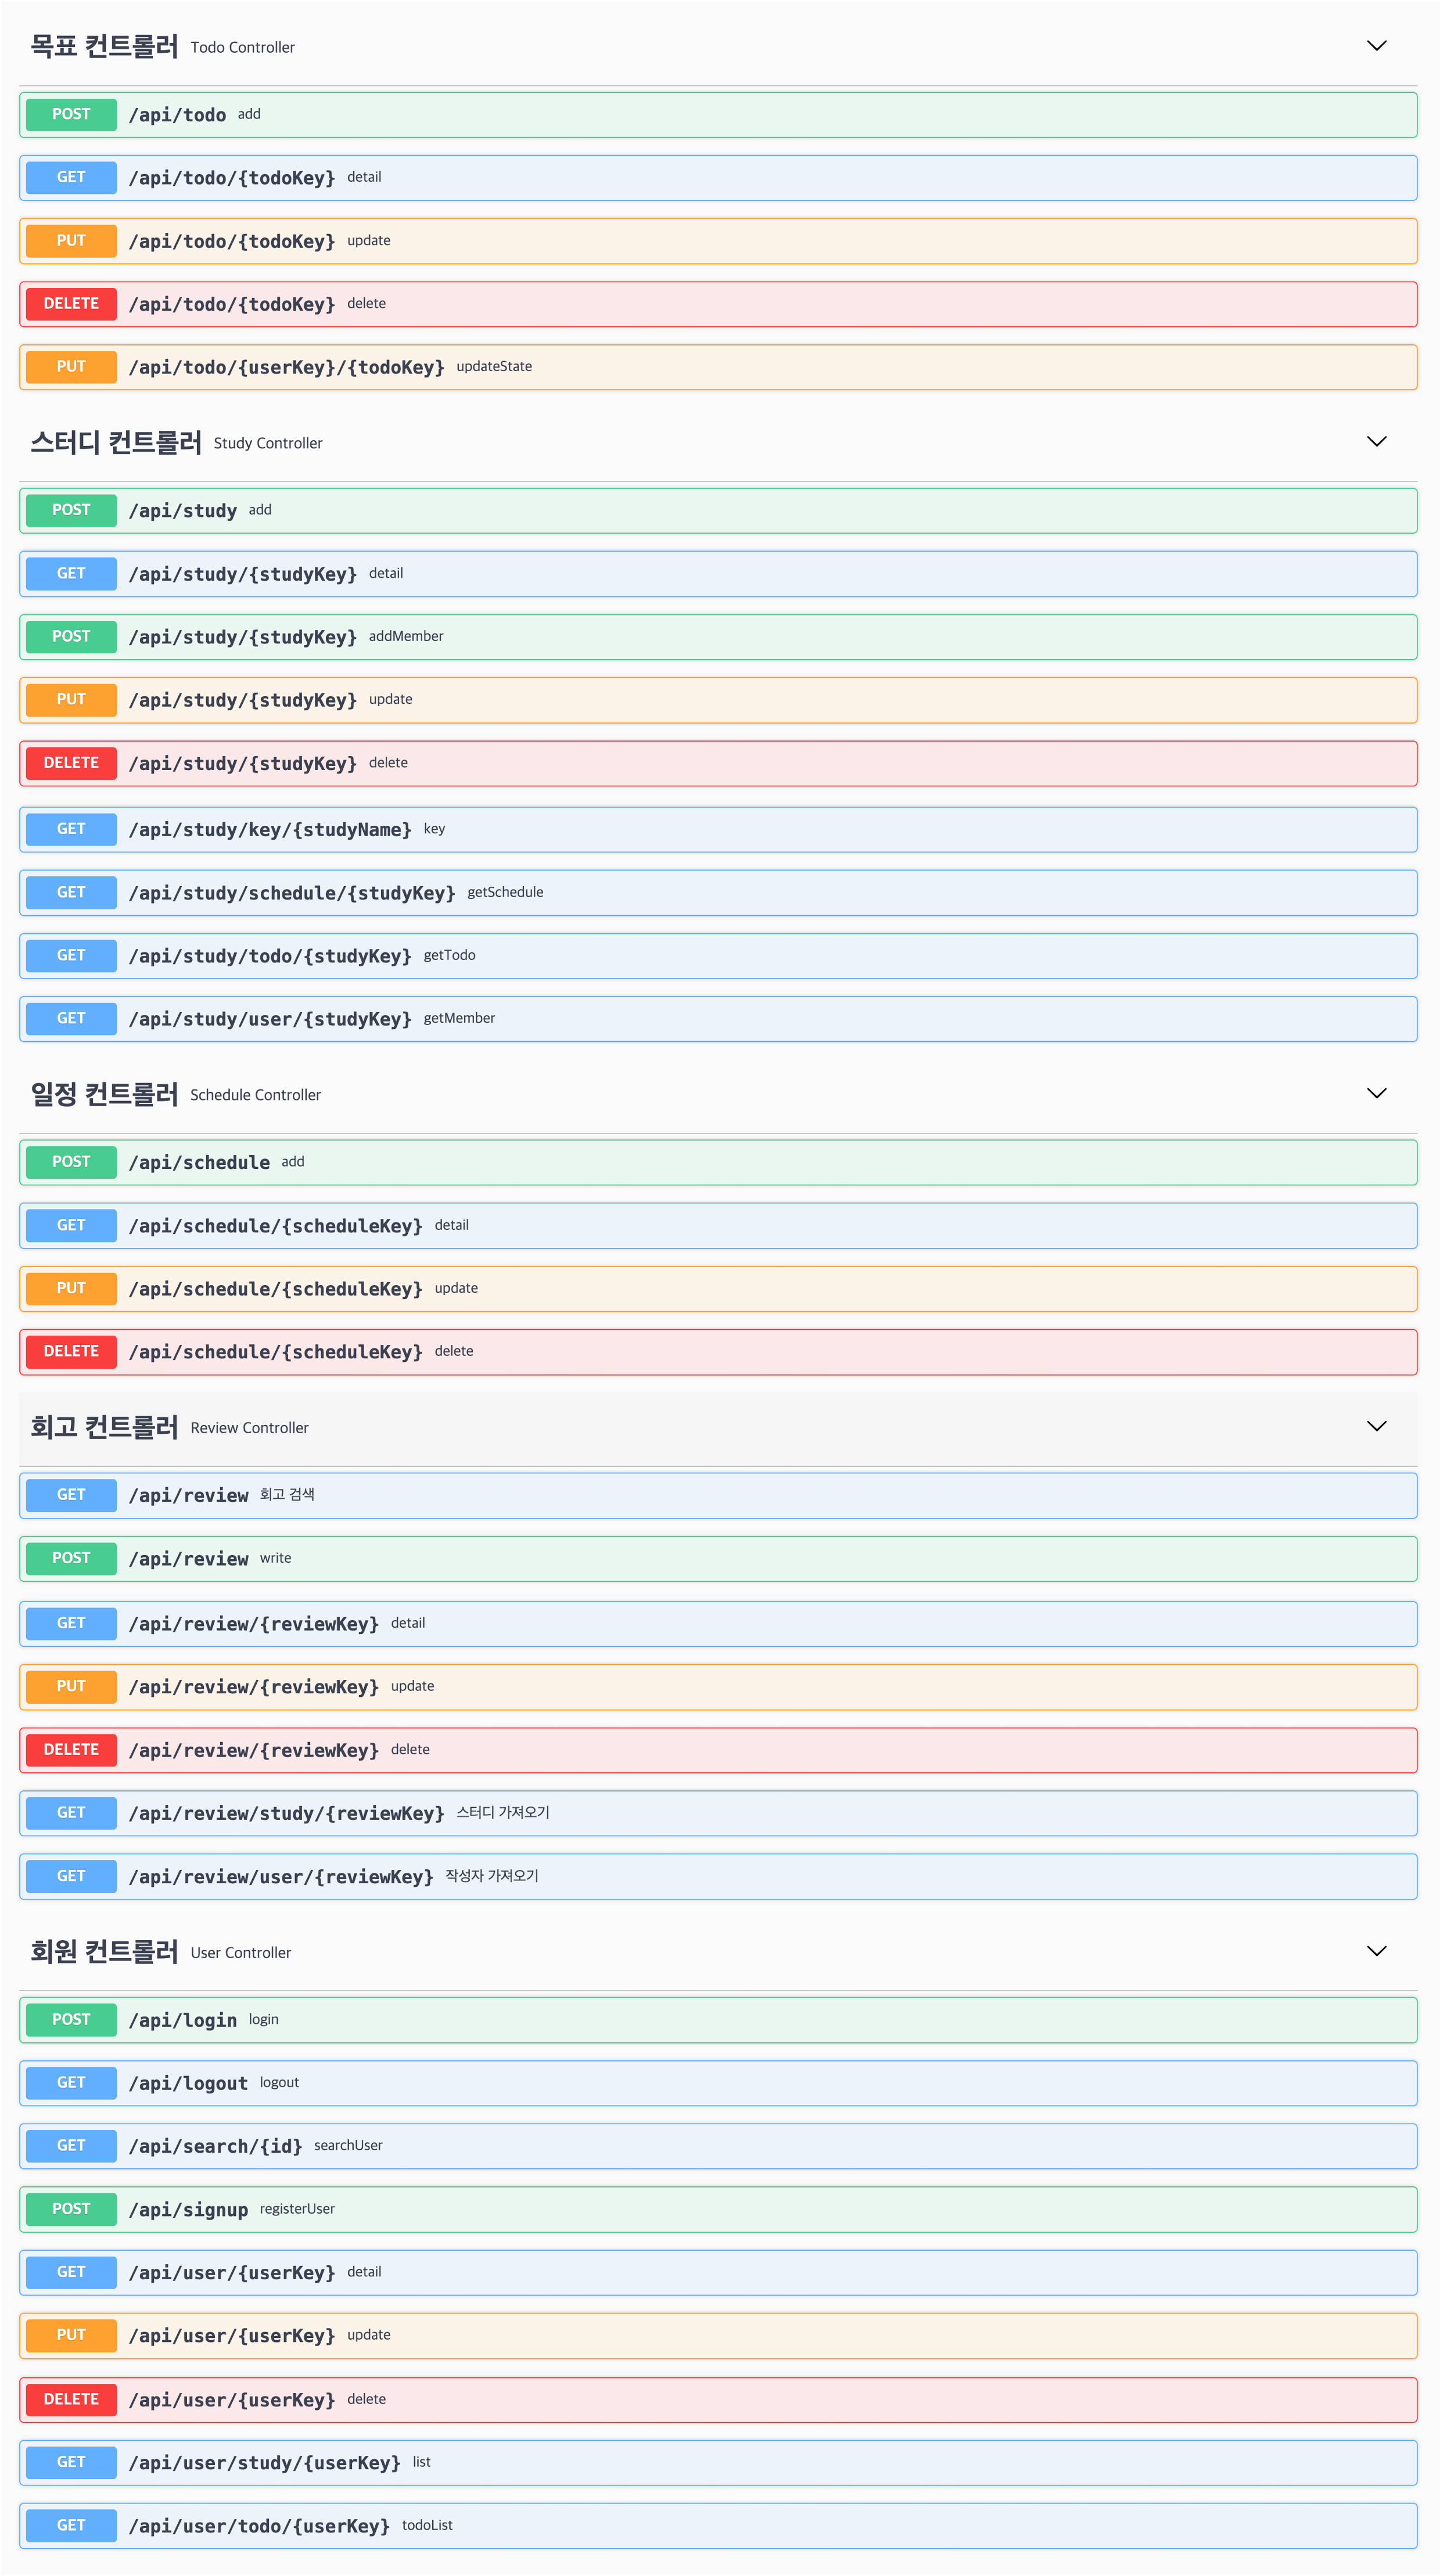 목표 컨트롤러 Todo Controller
POST /api/todo add
GET /api/todo/{todoKey} detail
PUT /api/todo/{todoKey} update
DELETE /api/todo/{todoKey} delete
PUT /api/todo/{userKey}/{todoKey} updateState
스터디 컨트롤러 Study Controller
POST /api/study add
GET /api/study/{studyKey} detail
POST /api/study/{studyKey} addMember
PUT /api/study/{studyKey} update
DELETE /api/study/{studyKey} delete
GET /api/study/key/{studyName} key
GET /api/study/schedule/{studyKey} getSchedule
GET /api/study/todo/{studyKey} getTodo
GET /api/study/user/{studyKey} getMember
일정 컨트롤러 Schedule Controller
POST /api/schedule add
GET /api/schedule/{scheduleKey} detail
PUT /api/schedule/{scheduleKey} update
DELETE /api/schedule/{scheduleKey} delete
회고 컨트롤러 Review Controller
GET /api/review 회고 검색
POST /api/review write
GET /api/review/{reviewKey} detail
PUT /api/review/{reviewKey} update
DELETE /api/review/{reviewKey} delete
GET /api/review/study/{reviewKey} 스터디 가져오기
GET /api/review/user/{reviewKey} 작성자 가져오기
회원 컨트롤러 User Controller
POST /api/login login
GET /api/logout logout
GET /api/search/{id} searchUser
POST /api/signup registerUser
GET /api/user/{userKey} detail
PUT /api/user/{userKey} update
DELETE /api/user/{userKey} delete
GET /api/user/study/{userKey} list
GET /api/user/todo/{userKey} todoList